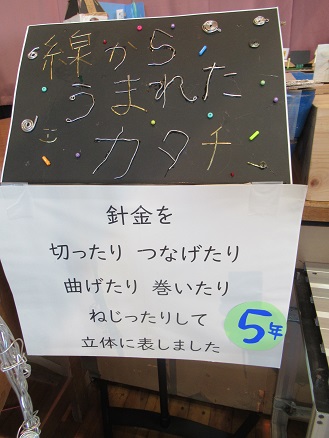 線から
うまれた
カタチ
針金を
切ったり つなげたり
曲げたり 巻いたり
ねじったりして
立体に表しました
5年